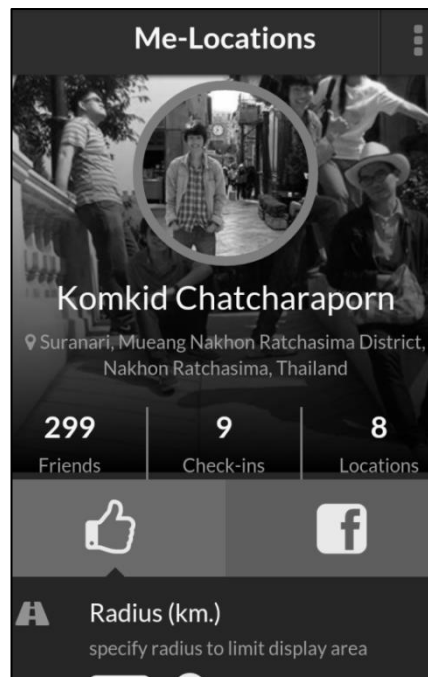 Me-Locations
Komkid Chatcharaporn
Suranari, Mueang Nakhon Ratchasima District,
Nakhon Ratchasima, Thailand
299 9 8
Friends Check-ins Locations
f
Radius (km.)
specify radius to limit display area